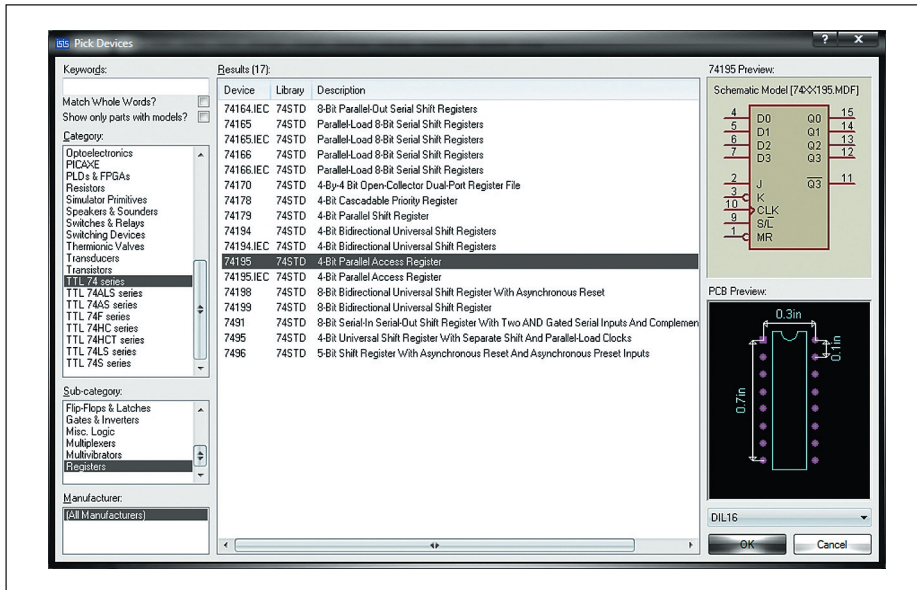 ISIS Pick Devices
? X
Keywords:
Match Whole Words?
Show only parts with models?
Category:
Optoelectronics
PICAXE
PLDs & FPGAs
Resistors
Simulator Primitives
Speakers & Sounders
Switches & Relays
Switching Devices
Thermionic Valves
Transducers
Transistors
TTL 74 series
TTL 74ALS series
TTL 74AS series
TTL 74F series
TTL 74HC series
TTL 74HCT series
TTL 74LS series
TTL 74S series
Sub-category:
Flip-Flops & Latches
Gates & Inverters
Misc. Logic
Multiplexers
Multivibrators
Registers
Manufacturer:
(All Manufacturers)
Results (17):
Device Library Description
74164.IEC 74STD 8-Bit Parallel-Out Serial Shift Registers
74165 74STD Parallel-Load 8-Bit Serial Shift Registers
74165.IEC 74STD Parallel-Load 8-Bit Serial Shift Registers
74166 74STD Parallel-Load 8-Bit Serial Shift Registers
74166.IEC 74STD Parallel-Load 8-Bit Serial Shift Registers
74170 74STD 4-By-4 Bit Open-Collector Dual-Port Register File
74178 74STD 4-Bit Cascadable Priority Register
74179 74STD 4-Bit Parallel Shift Register
74194 74STD 4-Bit Bidirectional Universal Shift Registers
74194.IEC 74STD 4-Bit Bidirectional Universal Shift Registers
74195 74STD 4-Bit Parallel Access Register
74195.IEC 74STD 4-Bit Parallel Access Register
74198 74STD 8-Bit Bidirectional Universal Shift Register With Asynchronous Reset
74199 74STD 8-Bit Bidirectional Universal Shift Register
7491 74STD 8-Bit Serial-In Serial-Out Shift Register With Two AND Gated Serial Inputs And Complemen
7495 74STD 4-Bit Universal Shift Register With Separate Shift And Parallel-Load Clocks
7496 74STD 5-Bit Shift Register With Asynchronous Reset And Asynchronous Preset Inputs
74195 Preview:
Schematic Model [74XX195.MDF]
4 D0 Q0 15
5 D1 Q1 14
6 D2 Q2 13
7 D3 Q3 12
2 J Q3 11
3 K
10 CLK
9 S/L
1 MR
PCB Preview:
0.3in
0.1in
0.7in
DIL16
OK Cancel